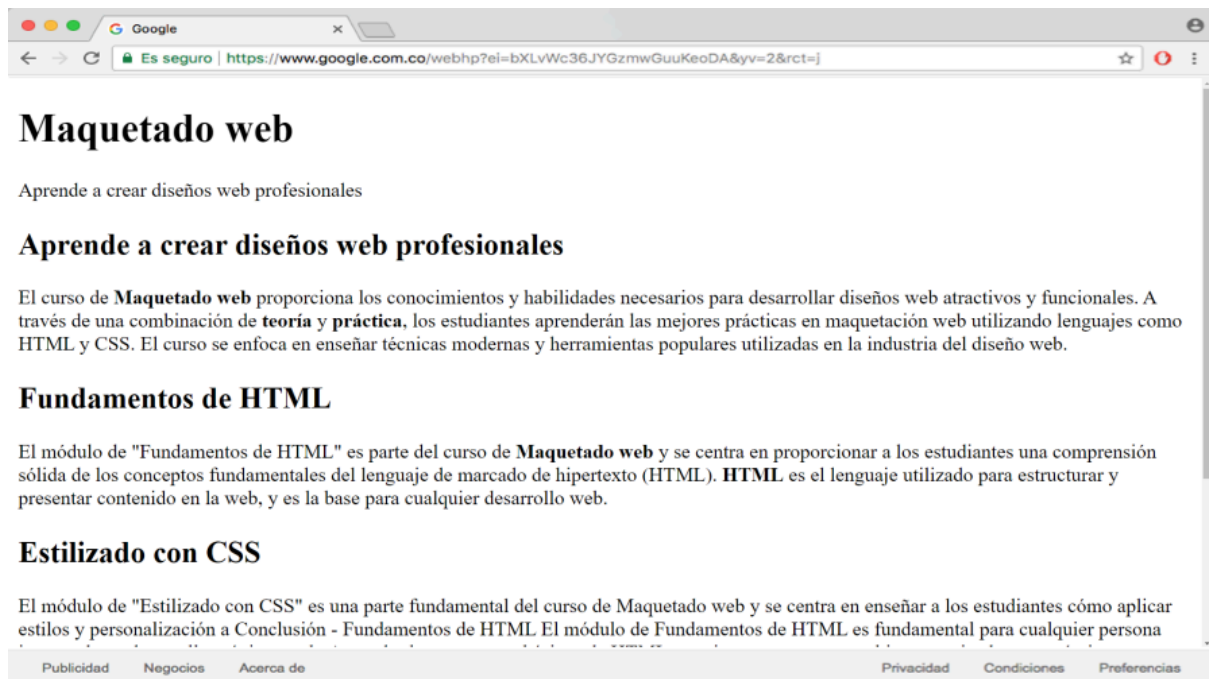 Google
Es seguro | https://www.google.com.co/webhp?ei=bXLvWc36JYGzmwGuuKeoDA&yv=2&rct=j
Maquetado web
Aprende a crear diseños web profesionales
Aprende a crear diseños web profesionales
El curso de Maquetado web proporciona los conocimientos y habilidades necesarios para desarrollar diseños web atractivos y funcionales. A
través de una combinación de teoría y práctica, los estudiantes aprenderán las mejores prácticas en maquetación web utilizando lenguajes como
HTML y CSS. El curso se enfoca en enseñar técnicas modernas y herramientas populares utilizadas en la industria del diseño web.
Fundamentos de HTML
El módulo de "Fundamentos de HTML" es parte del curso de Maquetado web y se centra en proporcionar a los estudiantes una comprensión
sólida de los conceptos fundamentales del lenguaje de marcado de hipertexto (HTML). HTML es el lenguaje utilizado para estructurar y
presentar contenido en la web, y es la base para cualquier desarrollo web.
Estilizado con CSS
El módulo de "Estilizado con CSS" es una parte fundamental del curso de Maquetado web y se centra en enseñar a los estudiantes cómo aplicar
estilos y personalización a Conclusión - Fundamentos de HTML El módulo de Fundamentos de HTML es fundamental para cualquier persona
Publicidad Negocios Acerca de Privacidad Condiciones Preferencias